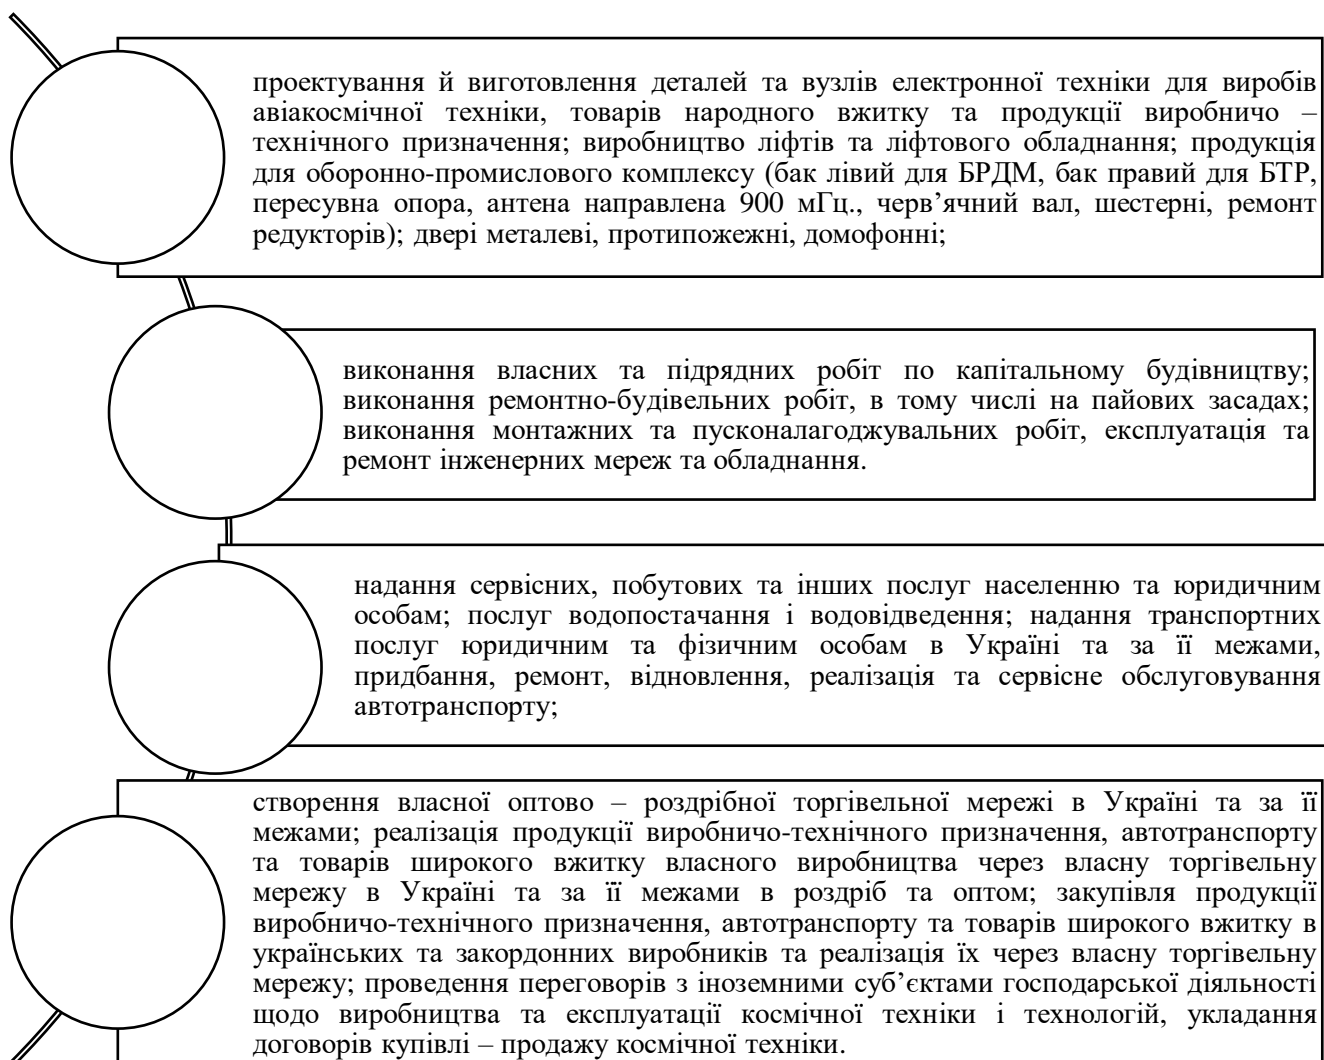 проектування й виготовлення деталей та вузлів електронної техніки для виробів
авіакосмічної техніки, товарів народного вжитку та продукції виробничо –
технічного призначення; виробництво ліфтів та ліфтового обладнання; продукція
для оборонно-промислового комплексу (бак лівий для БРДМ, бак правий для БТР,
пересувна опора, антена направлена 900 мГц., черв’ячний вал, шестерні, ремонт
редукторів); двері металеві, протипожежні, домофонні;
виконання власних та підрядних робіт по капітальному будівництву;
виконання ремонтно-будівельних робіт, в тому числі на пайових засадах;
виконання монтажних та пусконалагоджувальних робіт, експлуатація та
ремонт інженерних мереж та обладнання.
надання сервісних, побутових та інших послуг населенню та юридичним
особам; послуг водопостачання і водовідведення; надання транспортних
послуг юридичним та фізичним особам в Україні та за її межами,
придбання, ремонт, відновлення, реалізація та сервісне обслуговування
автотранспорту;
створення власної оптово – роздрібної торгівельної мережі в Україні та за її
межами; реалізація продукції виробничо-технічного призначення, автотранспорту
та товарів широкого вжитку власного виробництва через власну торгівельну
мережу в Україні та за її межами в роздріб та оптом; закупівля продукції
виробничо-технічного призначення, автотранспорту та товарів широкого вжитку в
українських та закордонних виробників та реалізація їх через власну торгівельну
мережу; проведення переговорів з іноземними суб’єктами господарської діяльності
щодо виробництва та експлуатації космічної техніки і технологій, укладання
договорів купівлі – продажу космічної техніки.